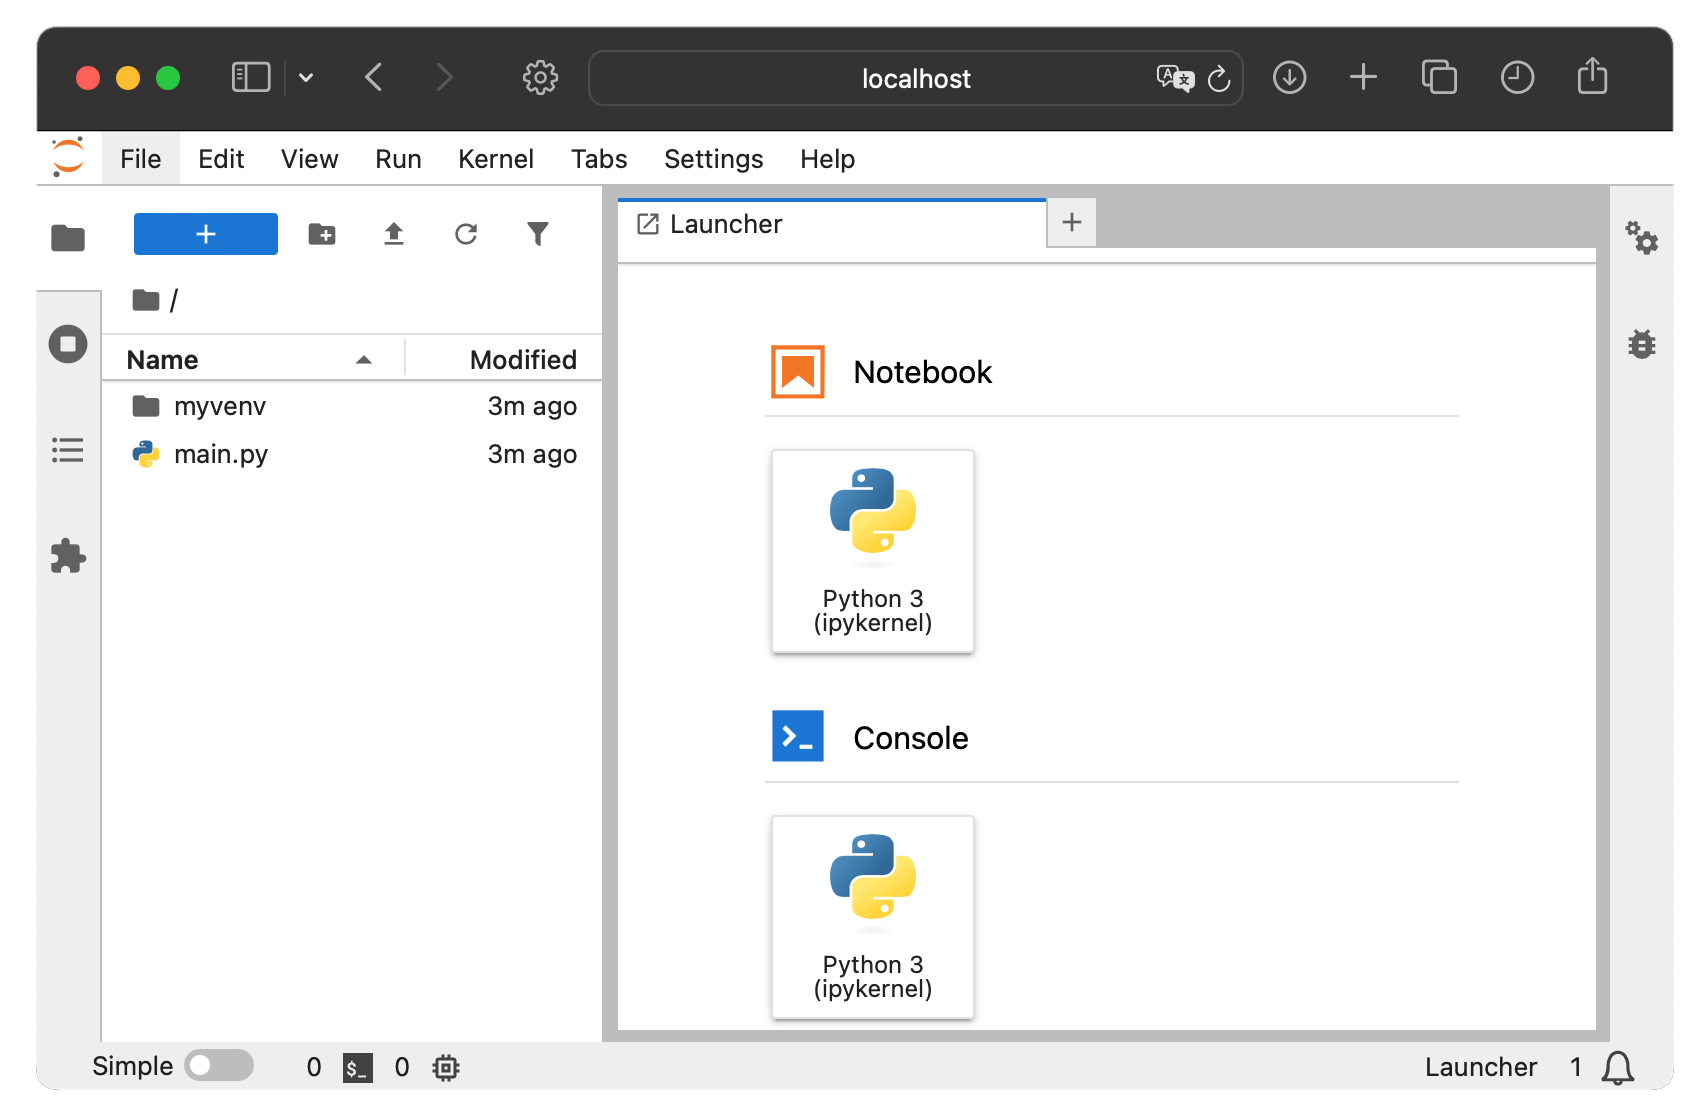 localhost
File Edit View Run Kernel Tabs Settings Help
Launcher
/
Name Modified
myvenv 3m ago
main.py 3m ago
Notebook
Python 3
(ipykernel)
Console
Python 3
(ipykernel)
Simple 0 $_ 0 Launcher 1